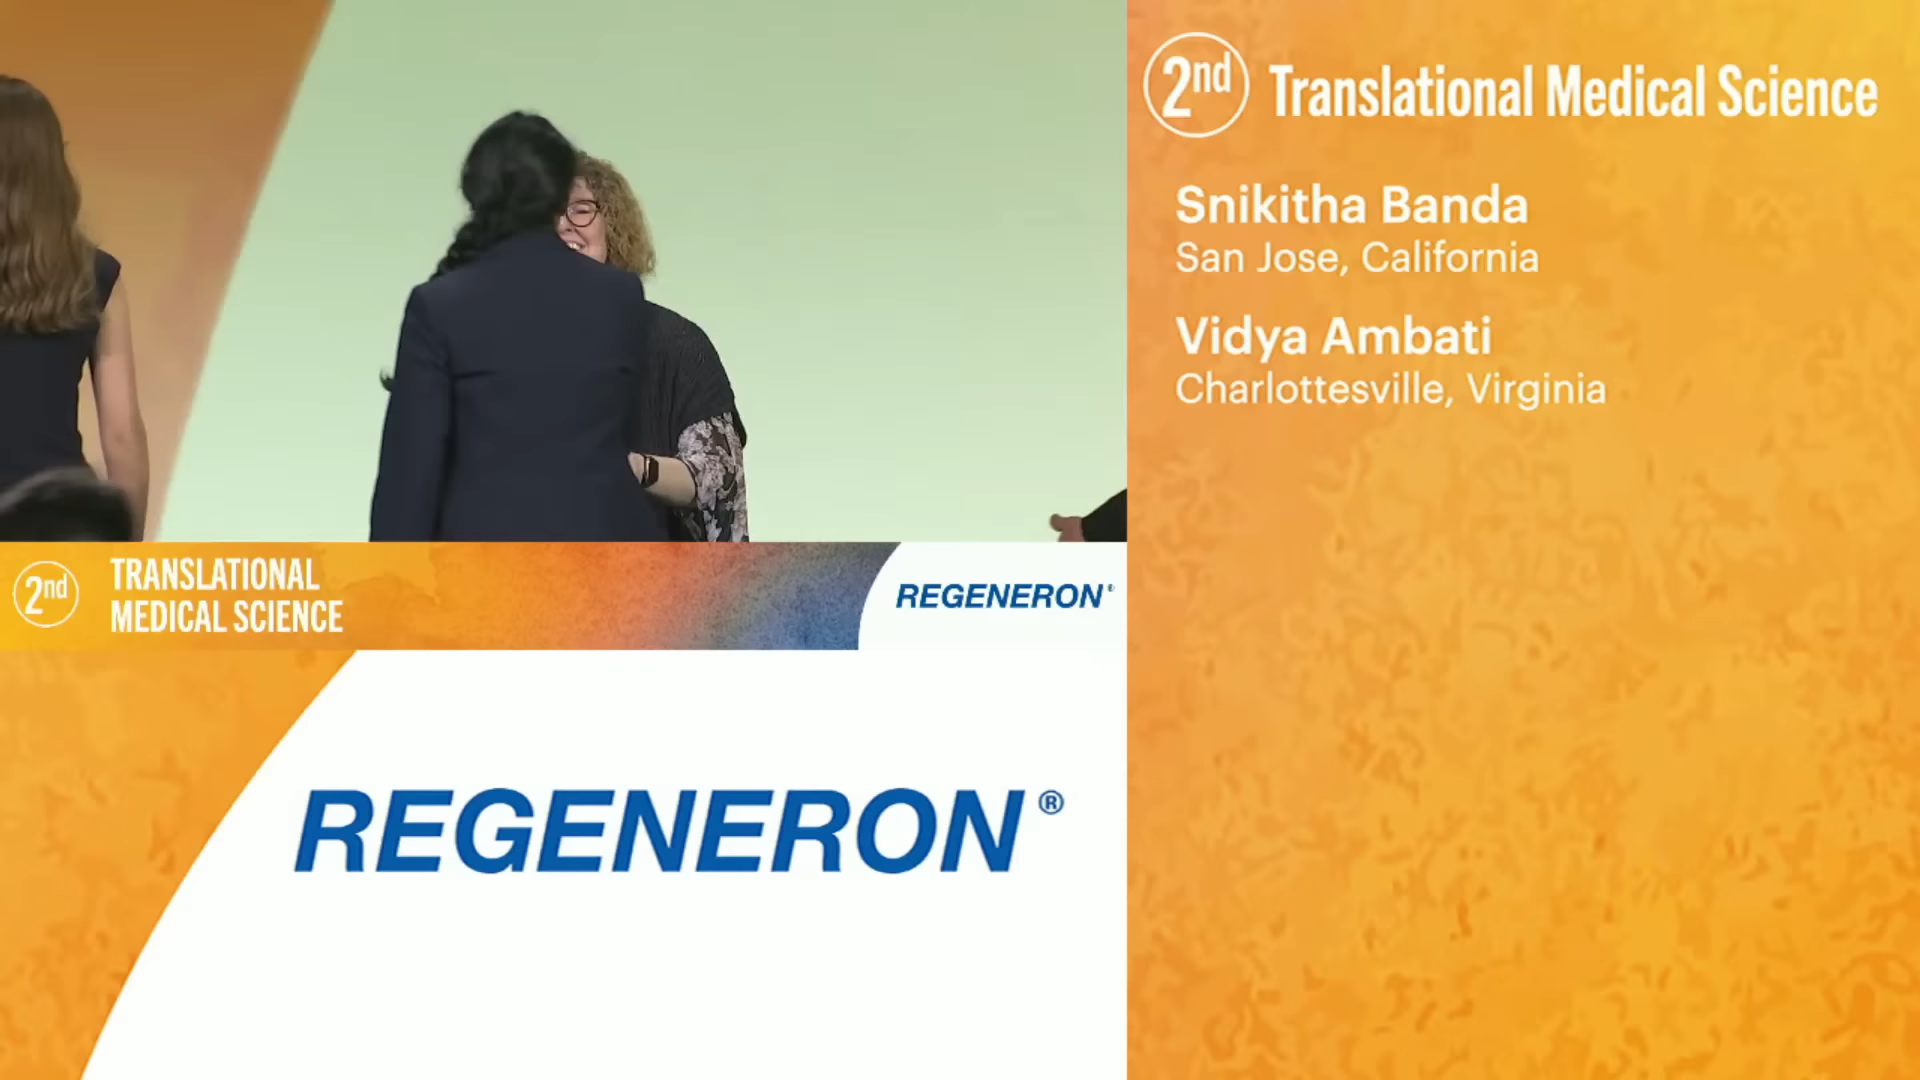 2nd
TRANSLATIONAL
MEDICAL SCIENCE
REGENERON®
REGENERON®
2nd Translational Medical Science
Snikitha Banda
San Jose, California
Vidya Ambati
Charlottesville, Virginia